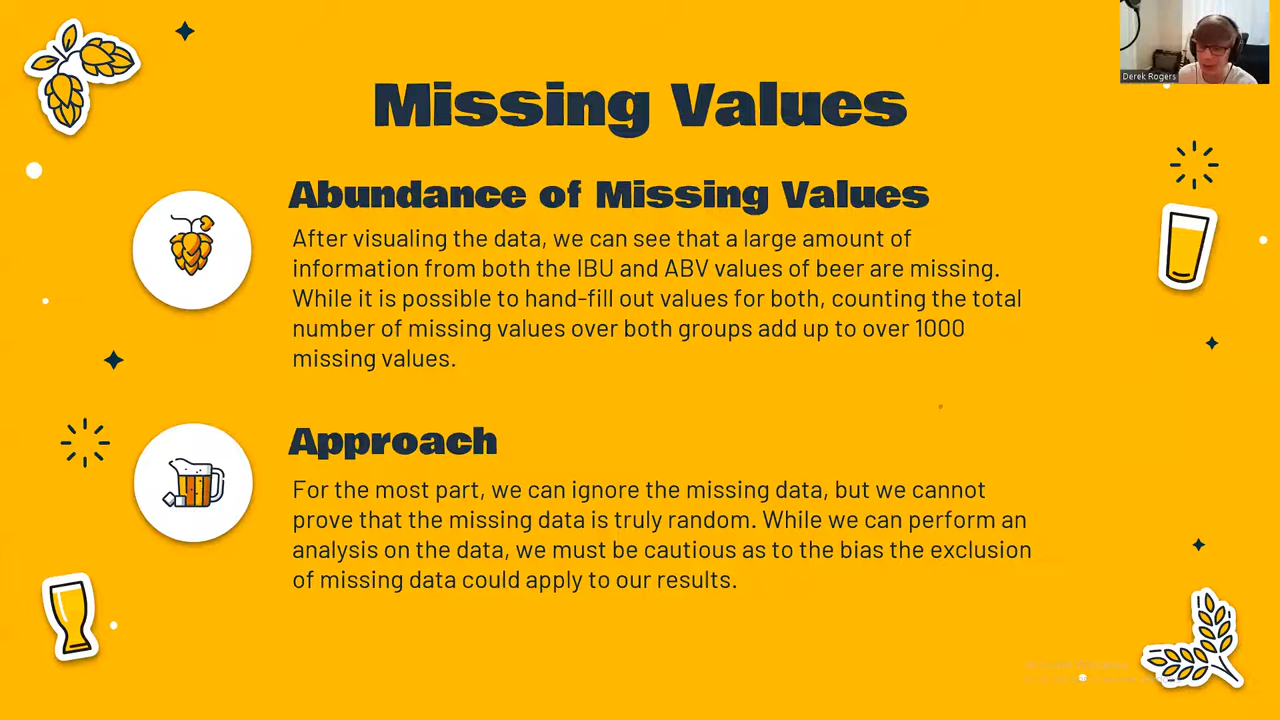 Derek Rogers
Missing Values
Abundance of Missing Values
After visualing the data, we can see that a large amount of
information from both the IBU and ABV values of beer are missing.
While it is possible to hand-fill out values for both, counting the total
number of missing values over both groups add up to over 1000
missing values.
Approach
For the most part, we can ignore the missing data, but we cannot
prove that the missing data is truly random. While we can perform an
analysis on the data, we must be cautious as to the bias the exclusion
of missing data could apply to our results.